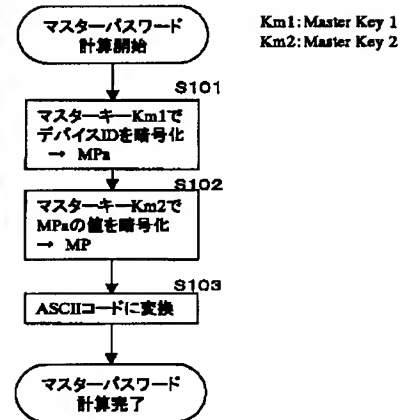 マスターパスワード
計算開始
Km1:Master Key 1
Km2:Master Key 2
S101
マスターキーKm1で
デバイスIDを暗号化
→ MPa
S102
マスターキーKm2で
MPaの値を暗号化
→ MP
S103
ASCIIコードに変換
マスターパスワード
計算完了